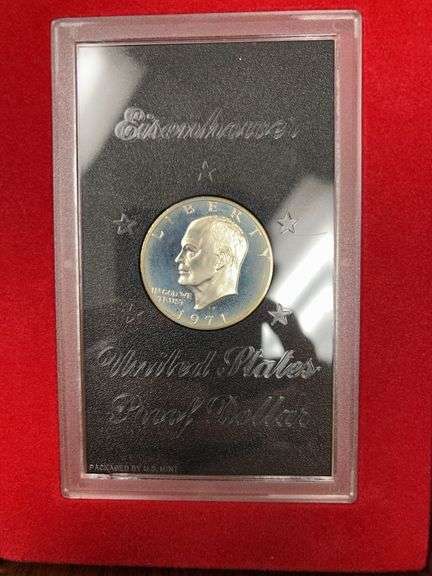 Eisenhower
LIBERTY
IN GOD WE
TRUST
1971
United States
Proof Dollar
PACKAGED BY U.S. MINT